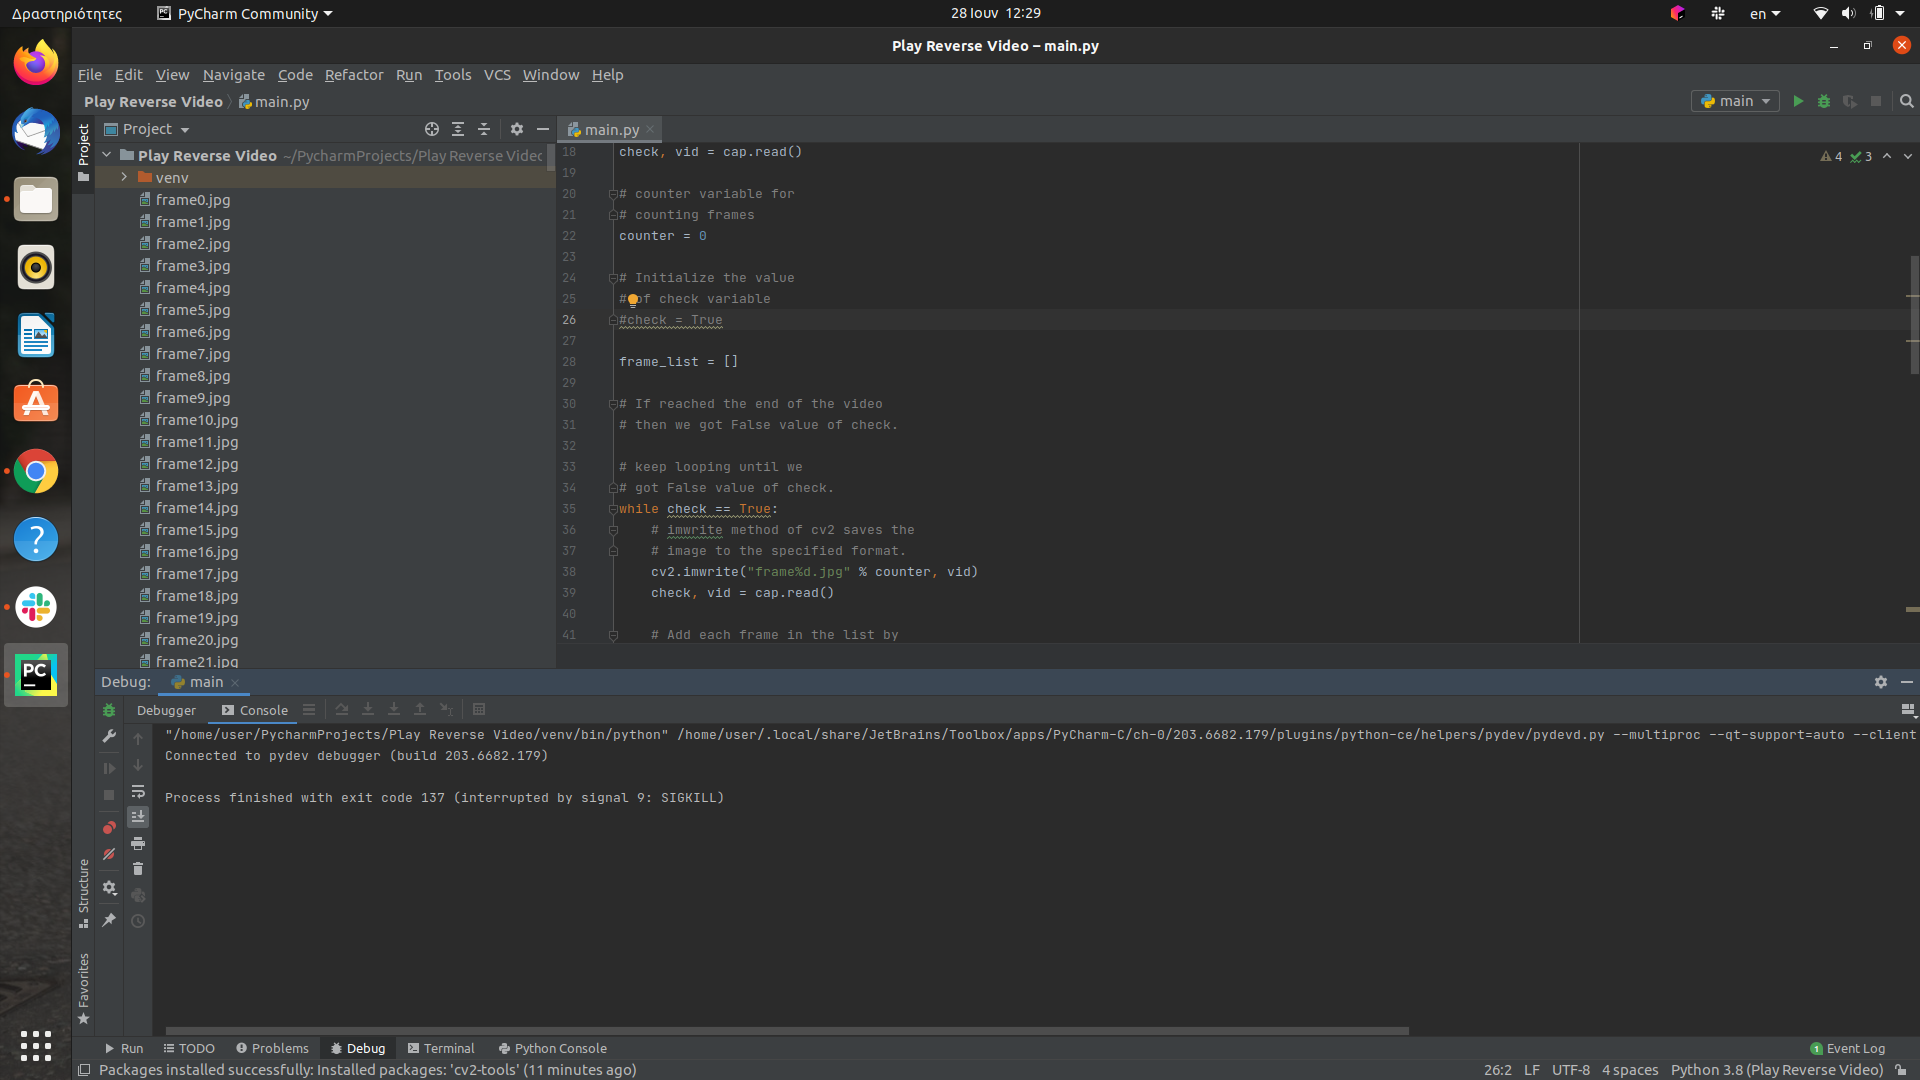 Δραστηριότητες
PyCharm Community
28 Ιουν 12:29
en
Play Reverse Video – main.py
File Edit View Navigate Code Refactor Run Tools VCS Window Help
Play Reverse Video main.py
main
Project
Project
main.py
Play Reverse Video ~/PycharmProjects/Play Reverse Videc
venv
frame0.jpg
frame1.jpg
frame2.jpg
frame3.jpg
frame4.jpg
frame5.jpg
frame6.jpg
frame7.jpg
frame8.jpg
frame9.jpg
frame10.jpg
frame11.jpg
frame12.jpg
frame13.jpg
frame14.jpg
frame15.jpg
frame16.jpg
frame17.jpg
frame18.jpg
frame19.jpg
frame20.jpg
frame21.jpg
4 3
18 check, vid = cap.read()
19
20 # counter variable for
21 # counting frames
22 counter = 0
23
24 # Initialize the value
25 # of check variable
26 #check = True
27
28 frame_list = []
29
30 # If reached the end of the video
31 # then we got False value of check.
32
33 # keep looping until we
34 # got False value of check.
35 while check == True:
36 # imwrite method of cv2 saves the
37 # image to the specified format.
38 cv2.imwrite("frame%d.jpg" % counter, vid)
39 check, vid = cap.read()
40
41 # Add each frame in the list by
Debug: main
Debugger Console
"/home/user/PycharmProjects/Play Reverse Video/venv/bin/python" /home/user/.local/share/JetBrains/Toolbox/apps/PyCharm-C/ch-0/203.6682.179/plugins/python-ce/helpers/pydev/pydevd.py --multiproc --qt-support=auto --client
Connected to pydev debugger (build 203.6682.179)
Process finished with exit code 137 (interrupted by signal 9: SIGKILL)
Structure
Favorites
PC
Run TODO Problems Debug Terminal Python Console
1 Event Log
Packages installed successfully: Installed packages: 'cv2-tools' (11 minutes ago)
26:2 LF UTF-8 4 spaces Python 3.8 (Play Reverse Video)